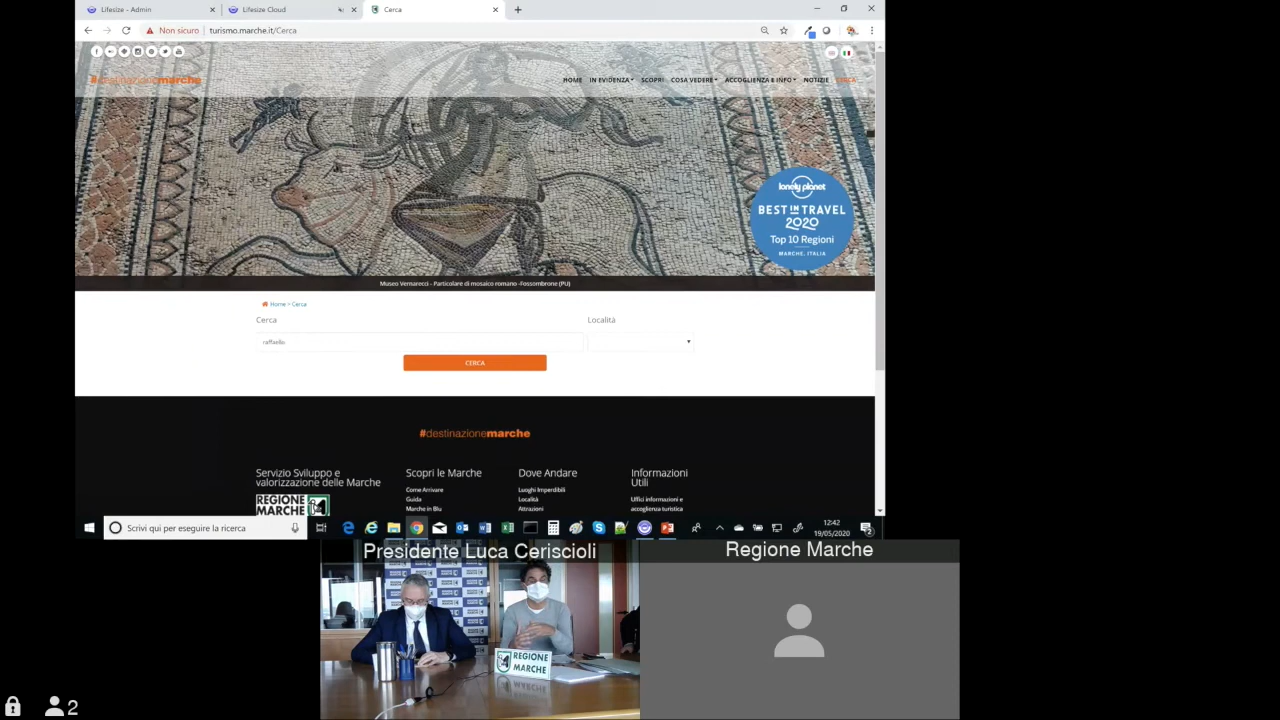 Lifesize - Admin
Lifesize Cloud
Cerca
Non sicuro
turismo.marche.it/Cerca
#destinazionemarche
HOME
IN EVIDENZA
SCOPRI
COSA VEDERE
ACCOGLIENZA E INFO
NOTIZIE
CERCA
lonely planet
BEST IN TRAVEL
2020
Top 10 Regioni
MARCHE, ITALIA
Museo Vernarecci - Particolare di mosaico romano -Fossombrone (PU)
Home > Cerca
Cerca
Località
raffaello
CERCA
#destinazionemarche
Servizio Sviluppo e
valorizzazione delle Marche
REGIONE
MARCHE
Scopri le Marche
Come Arrivare
Guida
Marche in Blu
Dove Andare
Luoghi Imperdibili
Località
Attrazioni
Informazioni
Utili
Uffici informazioni e
accoglienza turistica
Scrivi qui per eseguire la ricerca
12:42
19/05/2020
Presidente Luca Ceriscioli
Regione Marche
REGIONE
MARCHE
2